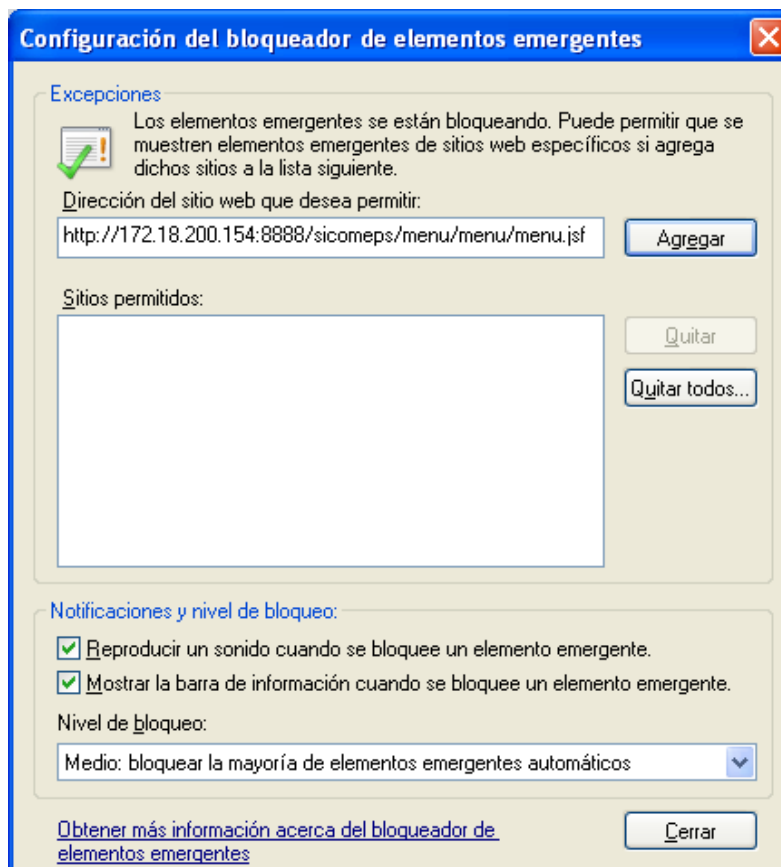 Configuración del bloqueador de elementos emergentes
Excepciones
Los elementos emergentes se están bloqueando. Puede permitir que se
muestren elementos emergentes de sitios web específicos si agrega
dichos sitios a la lista siguiente.
Dirección del sitio web que desea permitir:
http://172.18.200.154:8888/sicomeps/menu/menu/menu.jsf
Agregar
Sitios permitidos:
Quitar
Quitar todos...
Notificaciones y nivel de bloqueo:
Reproducir un sonido cuando se bloquee un elemento emergente.
Mostrar la barra de información cuando se bloquee un elemento emergente.
Nivel de bloqueo:
Medio: bloquear la mayoría de elementos emergentes automáticos
Obtener más información acerca del bloqueador de
elementos emergentes
Cerrar